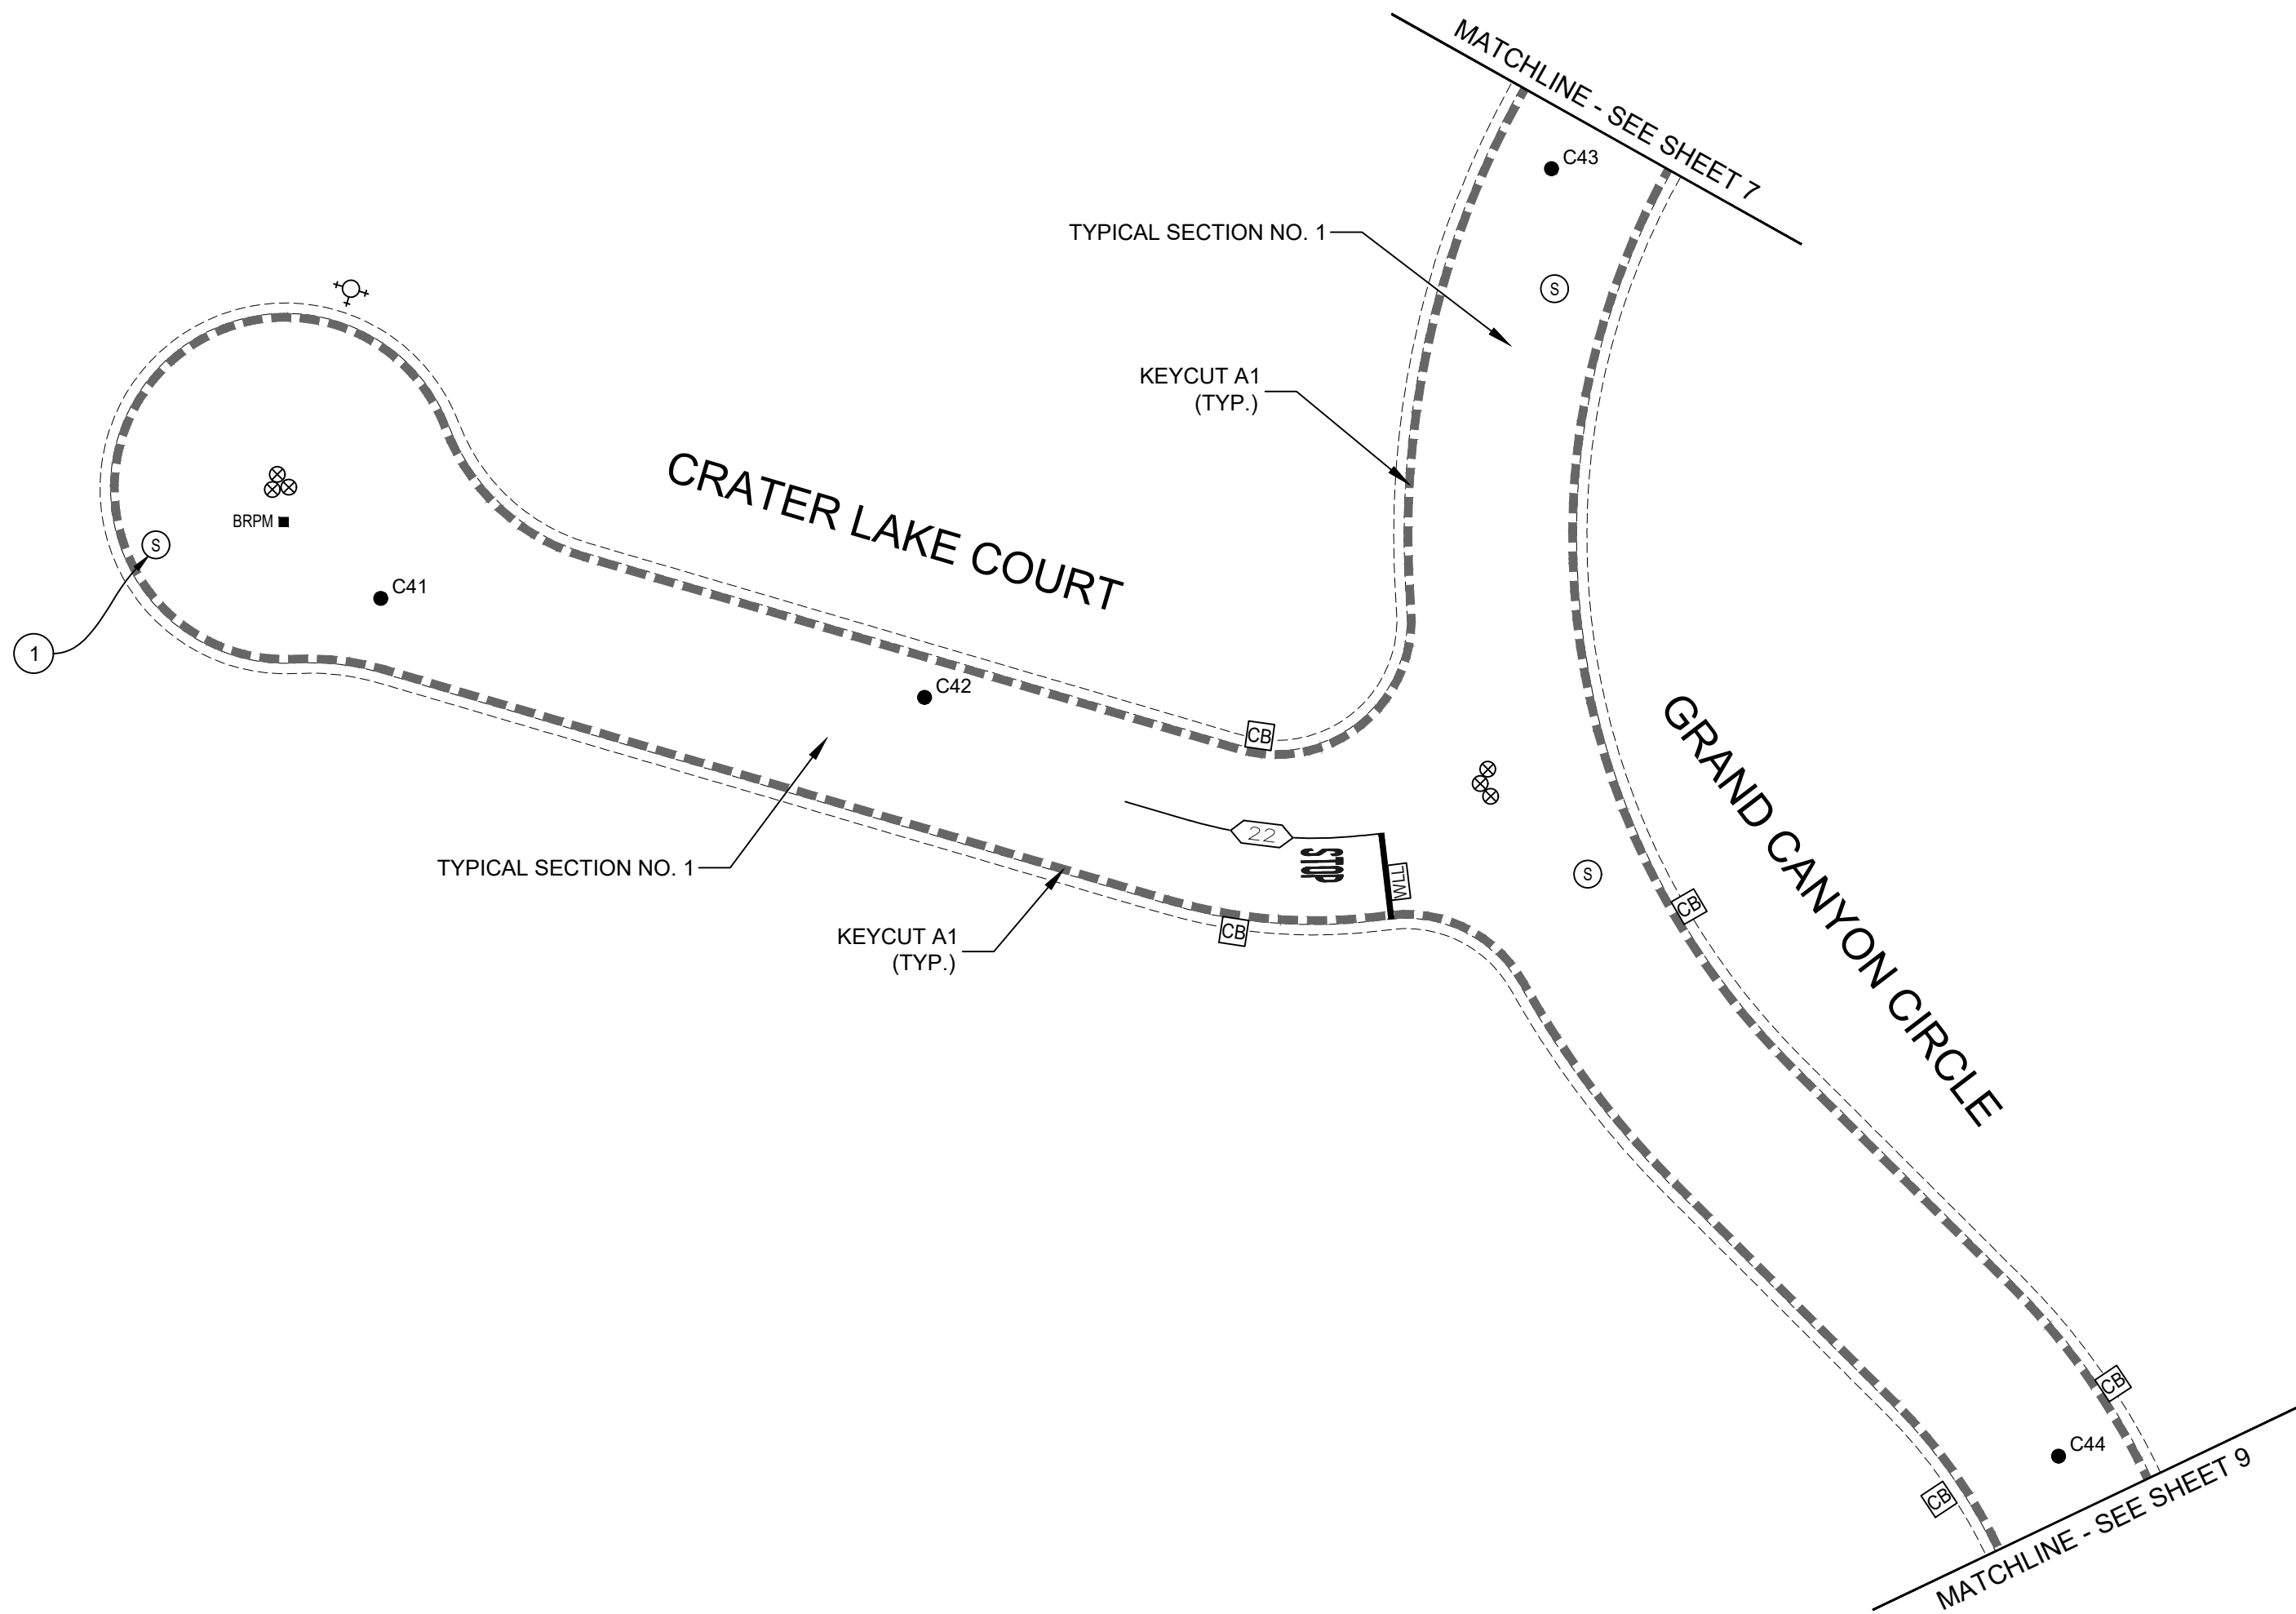 MATCHLINE - SEE SHEET 7
C43
TYPICAL SECTION NO. 1
S
KEYCUT A1
(TYP.)
CRATER LAKE COURT
BRPM
S
C41
1
C42
CB
GRAND CANYON CIRCLE
22
STOP
WLL
TYPICAL SECTION NO. 1
S
CB
KEYCUT A1
(TYP.)
CB
CB
C44
CB
MATCHLINE - SEE SHEET 9